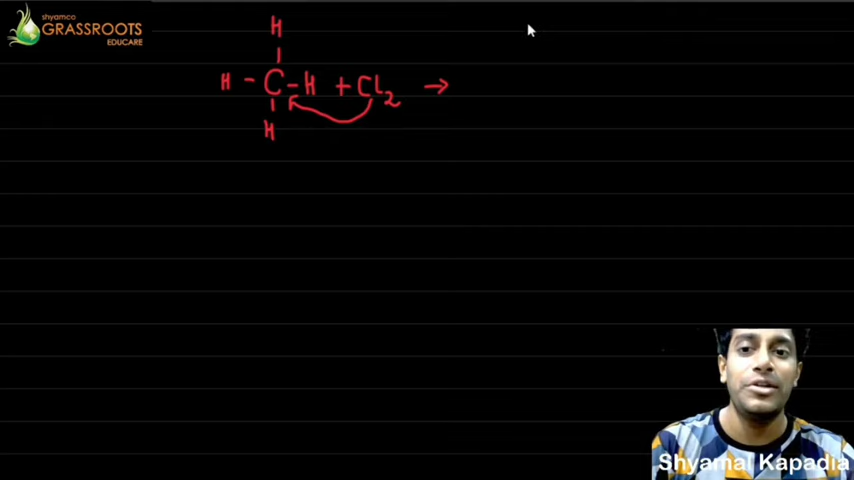 shyamco
GRASSROOTS
EDUCARE
H
H - C - H + Cl2 →
H
Shyamal Kapadia